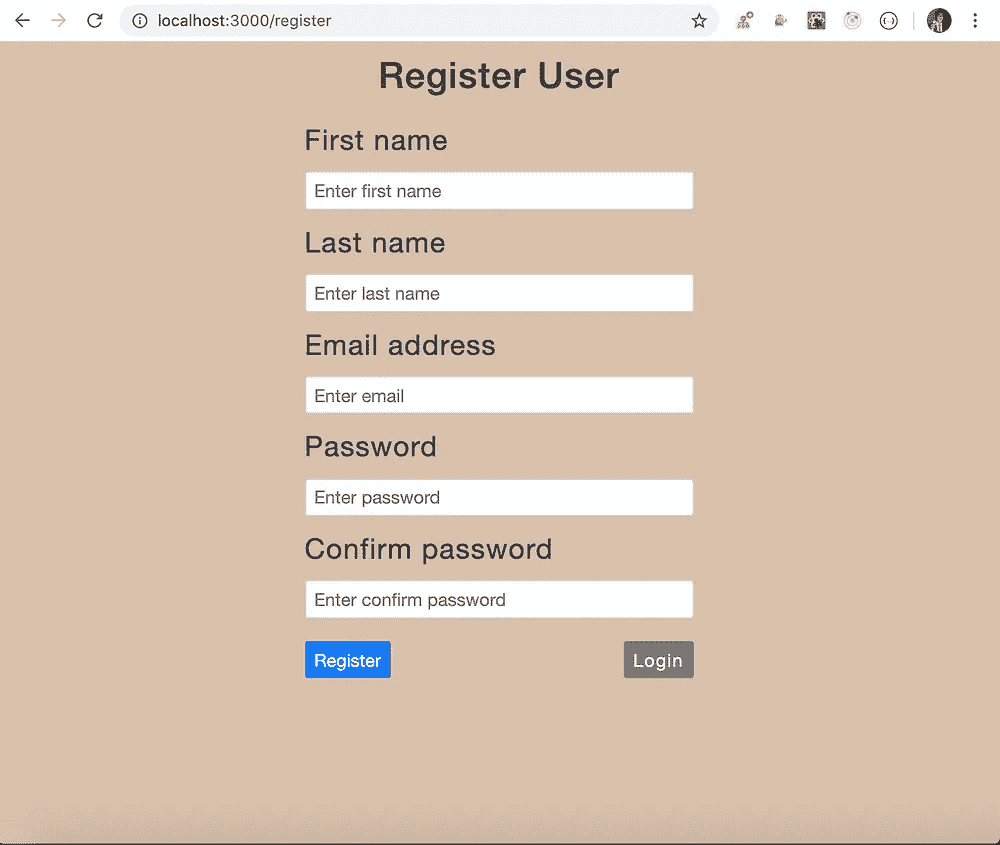 localhost:3000/register
Register User
First name
Enter first name
Last name
Enter last name
Email address
Enter email
Password
Enter password
Confirm password
Enter confirm password
Register Login